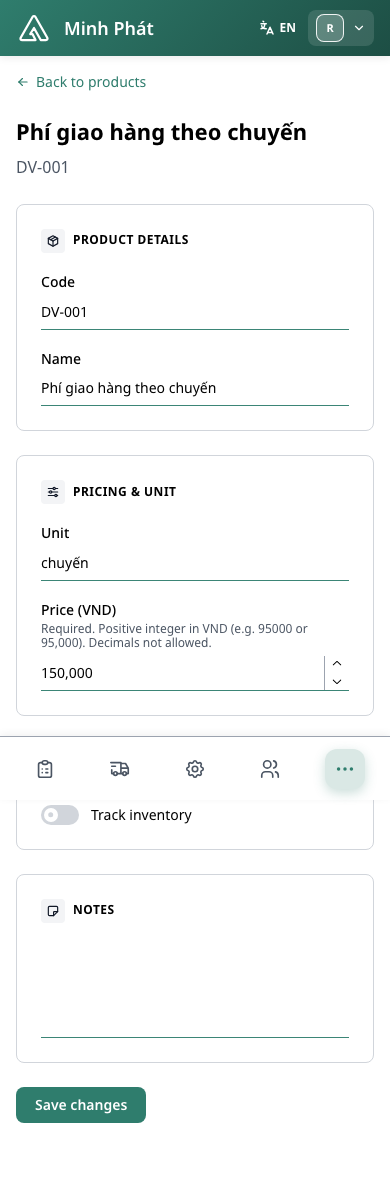 Minh Phát
EN
R
Back to products
Phí giao hàng theo chuyến
DV-001
PRODUCT DETAILS
Code
DV-001
Name
Phí giao hàng theo chuyến
PRICING & UNIT
Unit
chuyến
Price (VND)
Required. Positive integer in VND (e.g. 95000 or
95,000). Decimals not allowed.
150,000
Track inventory
NOTES
Save changes